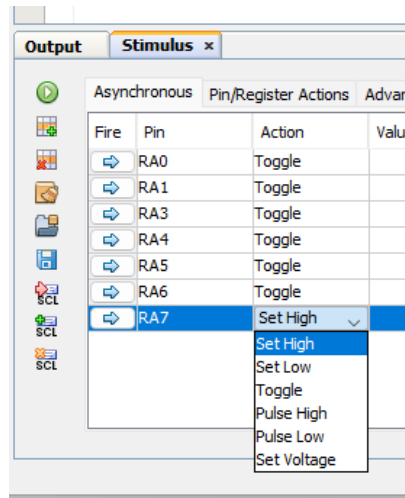 Output Stimulus ×
Asynchronous Pin/Register Actions Advan
Fire Pin Action Valu
RA0 Toggle
RA1 Toggle
RA3 Toggle
RA4 Toggle
RA5 Toggle
RA6 Toggle
RA7 Set High
Set High
Set Low
Toggle
Pulse High
Pulse Low
Set Voltage
SCL
SCL
SCL